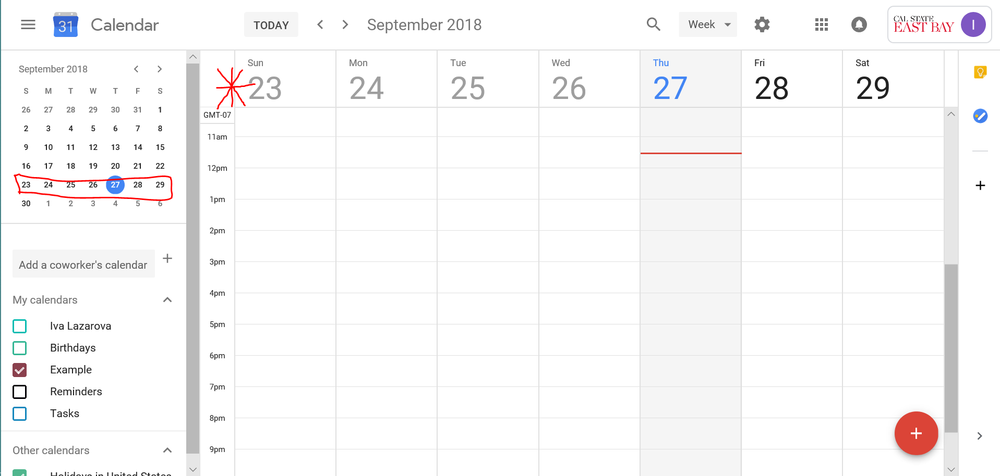 31 Calendar TODAY September 2018 Week CAL STATE
EAST BAY I
September 2018
S M T W T F S
26 27 28 29 30 31 1
2 3 4 5 6 7 8
9 10 11 12 13 14 15
16 17 18 19 20 21 22
23 24 25 26 27 28 29
30 1 2 3 4 5 6
Add a coworker's calendar
My calendars
Iva Lazarova
Birthdays
Example
Reminders
Tasks
Other calendars
Holidays in United States
Sun Mon Tue Wed Thu Fri Sat
23 24 25 26 27 28 29
GMT-07
11am
12pm
1pm
2pm
3pm
4pm
5pm
6pm
7pm
8pm
9pm